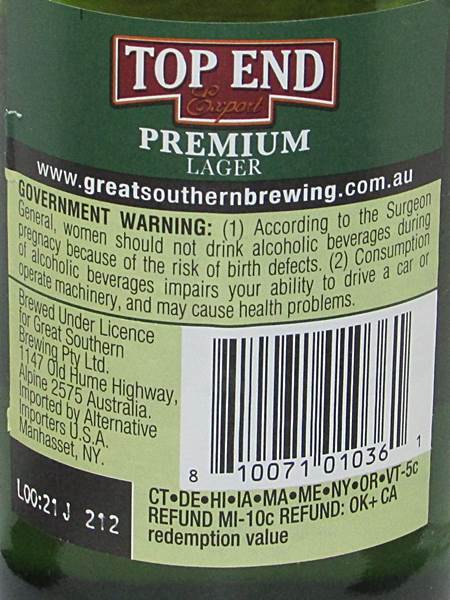 TOP END
Export
PREMIUM
LAGER
www.greatsouthernbrewing.com.au
GOVERNMENT WARNING: (1) According to the Surgeon
General, women should not drink alcoholic beverages during
pregnacy because of the risk of birth defects. (2) Consumption
of alcoholic beverages impairs your ability to drive a car or
operate machinery, and may cause health problems.
Brewed Under Licence
for Great Southern
Brewing Pty Ltd.
1147 Old Hume Highway,
Alpine 2575 Australia.
Imported by Alternative
Importers U.S.A.
Manhasset, NY.
8 10071 01036 1
L00:21J 212
CT•DE•HI•IA•MA•ME•NY•OR•VT-5c
REFUND MI-10c REFUND: OK+ CA
redemption value